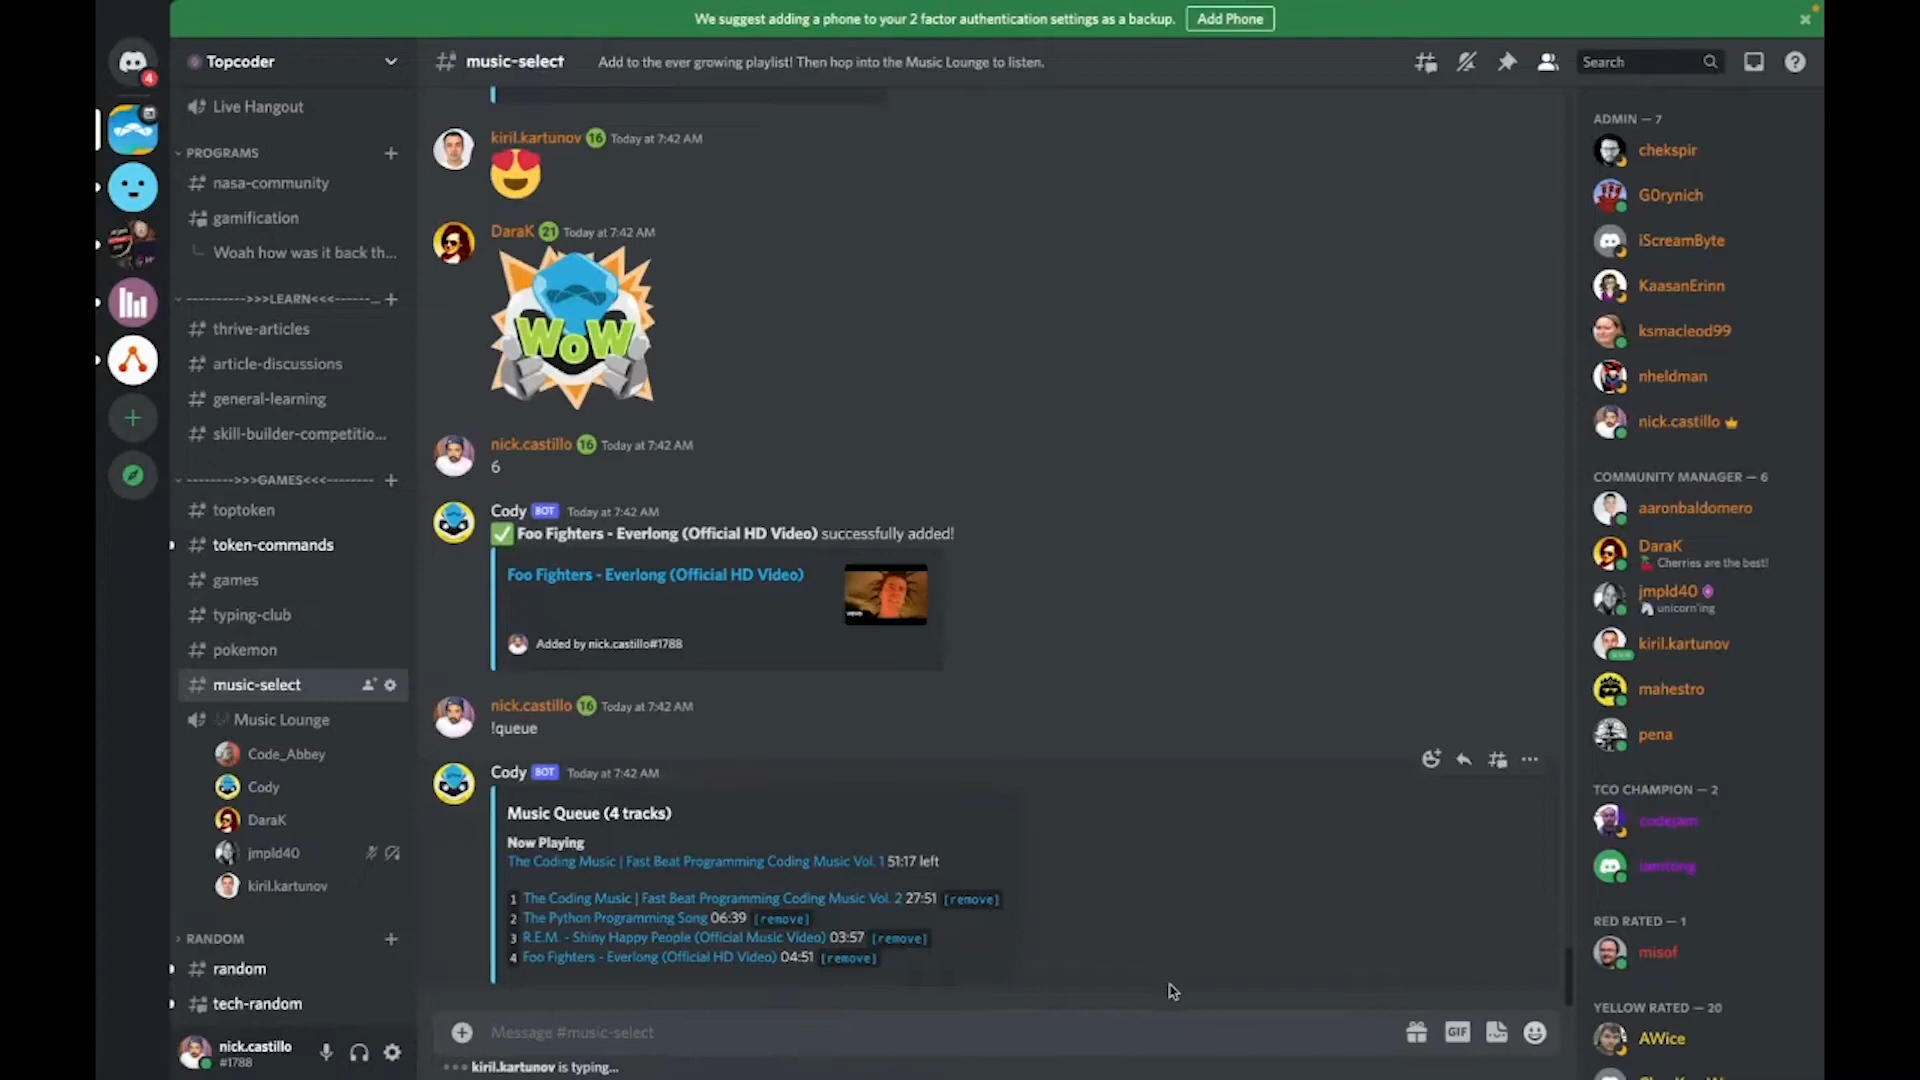 We suggest adding a phone to your 2 factor authentication settings as a backup. Add Phone
4
Topcoder
Live Hangout
PROGRAMS
nasa-community
gamification
Woah how was it back th...
---------->>>LEARN<<<------...
thrive-articles
article-discussions
general-learning
skill-builder-competitio...
-------->>>GAMES<<<--------
toptoken
token-commands
games
typing-club
pokemon
music-select
Music Lounge
Code_Abbey
Cody
DaraK
jmpld40
kiril.kartunov
RANDOM
random
tech-random
nick.castillo
#1788
music-select Add to the ever growing playlist! Then hop into the Music Lounge to listen.
Search
kiril.kartunov 16 Today at 7:42 AM
DaraK 21 Today at 7:42 AM
WoW
nick.castillo 16 Today at 7:42 AM
6
Cody BOT Today at 7:42 AM
Foo Fighters - Everlong (Official HD Video) successfully added!
Foo Fighters - Everlong (Official HD Video)
Added by nick.castillo#1788
nick.castillo 16 Today at 7:42 AM
!queue
Cody BOT Today at 7:42 AM
Music Queue (4 tracks)
Now Playing
The Coding Music | Fast Beat Programming Coding Music Vol. 1 51:17 left
1 The Coding Music | Fast Beat Programming Coding Music Vol. 2 27:51 [remove]
2 The Python Programming Song 06:39 [remove]
3 R.E.M. - Shiny Happy People (Official Music Video) 03:57 [remove]
4 Foo Fighters - Everlong (Official HD Video) 04:51 [remove]
Message #music-select
GIF
kiril.kartunov is typing...
ADMIN — 7
chekspir
G0rynich
iScreamByte
KaasanErinn
ksmacleod99
nheldman
nick.castillo
COMMUNITY MANAGER — 6
aaronbaldomero
DaraK
Cherries are the best!
jmpld40
unicorn'ing
kiril.kartunov
mahestro
pena
TCO CHAMPION — 2
codejam
RED RATED — 1
misof
YELLOW RATED — 20
AWice